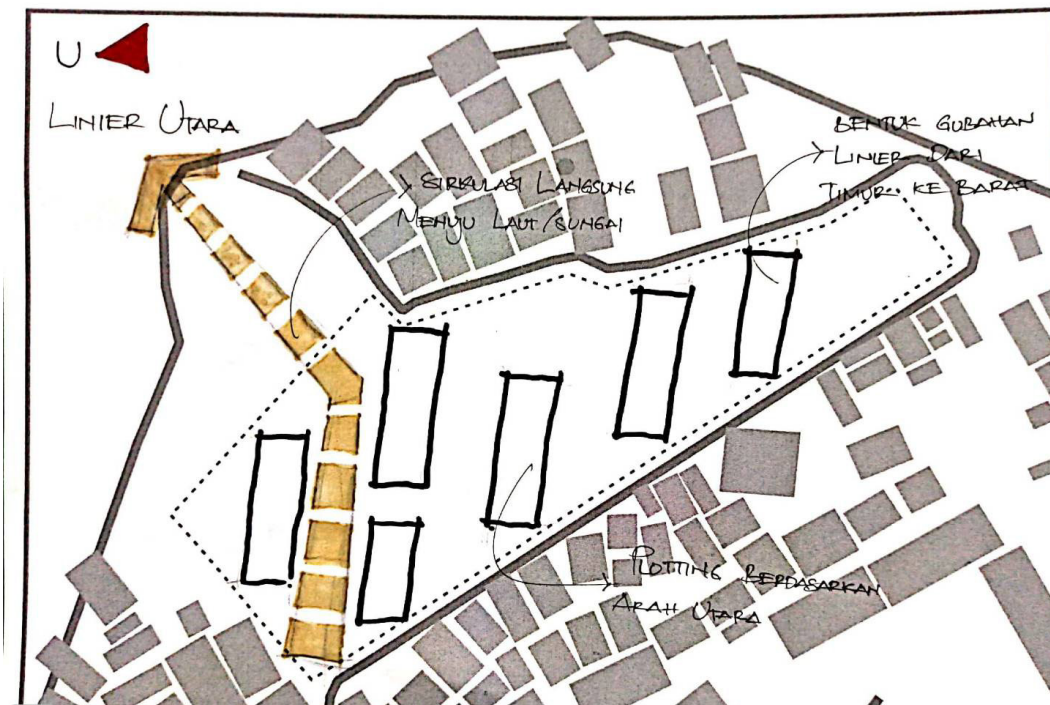 U
LINIER UTARA
SIRKULASI LANGSUNG
MENUJU LAUT/SUNGAI
BENTUK GUBAHAN
LINIER DARI
TIMUR KE BARAT
PLOTTING BERDASARKAN
ARAH UTARA